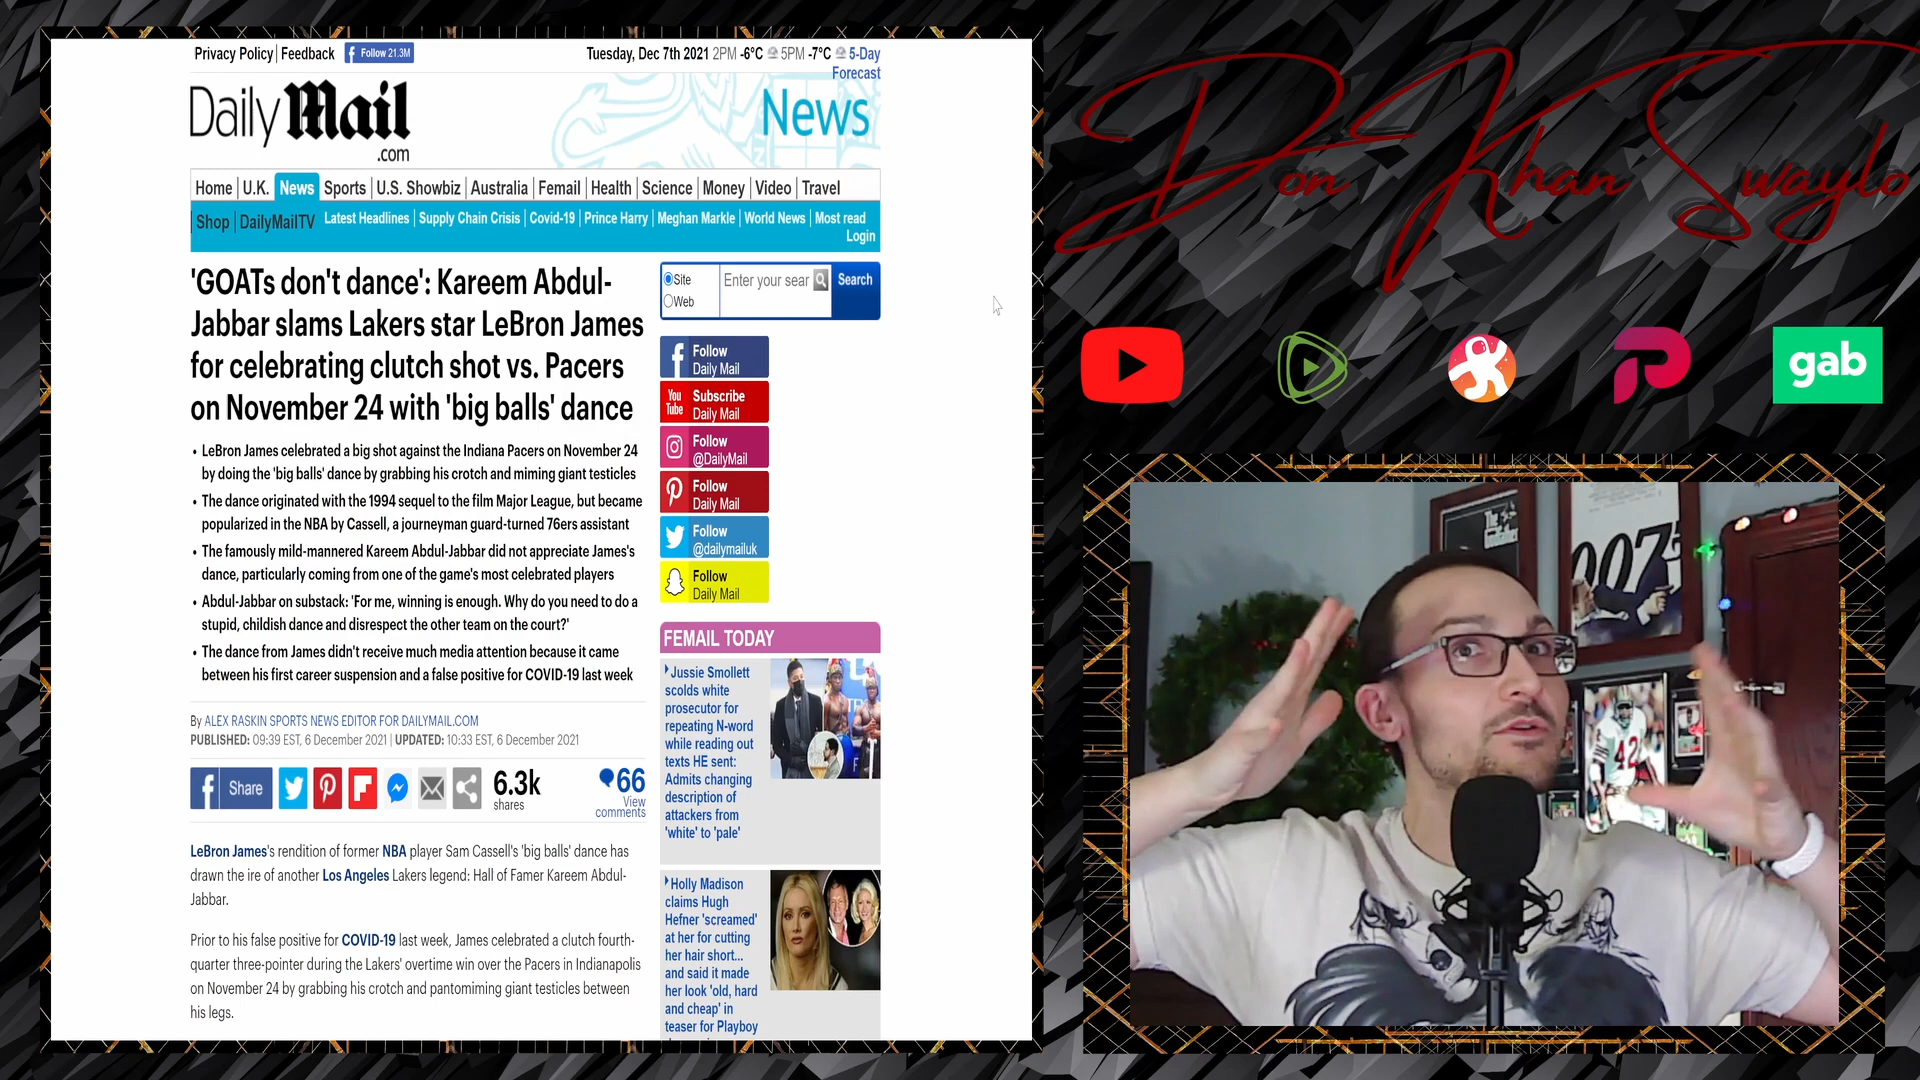 Privacy Policy Feedback Follow 21.3M
Tuesday, Dec 7th 2021 2PM -6°C 5PM -7°C 5-Day
Forecast
Daily Mail
.com
News
Home U.K. News Sports U.S. Showbiz Australia Femail Health Science Money Video Travel
Shop DailyMailTV Latest Headlines Supply Chain Crisis Covid-19 Prince Harry Meghan Markle World News Most read
Login
'GOATs don't dance': Kareem Abdul-
Jabbar slams Lakers star LeBron James
for celebrating clutch shot vs. Pacers
on November 24 with 'big balls' dance
• LeBron James celebrated a big shot against the Indiana Pacers on November 24
by doing the 'big balls' dance by grabbing his crotch and miming giant testicles
• The dance originated with the 1994 sequel to the film Major League, but became
popularized in the NBA by Cassell, a journeyman guard-turned 76ers assistant
• The famously mild-mannered Kareem Abdul-Jabbar did not appreciate James's
dance, particularly coming from one of the game's most celebrated players
• Abdul-Jabbar on substack: 'For me, winning is enough. Why do you need to do a
stupid, childish dance and disrespect the other team on the court?'
• The dance from James didn't receive much media attention because it came
between his first career suspension and a false positive for COVID-19 last week
By ALEX RASKIN SPORTS NEWS EDITOR FOR DAILYMAIL.COM
PUBLISHED: 09:39 EST, 6 December 2021 | UPDATED: 10:33 EST, 6 December 2021
Share
6.3k
shares
66
View
comments
LeBron James's rendition of former NBA player Sam Cassell's 'big balls' dance has
drawn the ire of another Los Angeles Lakers legend: Hall of Famer Kareem Abdul-
Jabbar.
Prior to his false positive for COVID-19 last week, James celebrated a clutch fourth-
quarter three-pointer during the Lakers' overtime win over the Pacers in Indianapolis
on November 24 by grabbing his crotch and pantomiming giant testicles between
his legs.
Site
Web
Enter your sear
Search
Follow
Daily Mail
You Tube
Subscribe
Daily Mail
Follow
@DailyMail
Follow
Daily Mail
Follow
@dailymailuk
Follow
Daily Mail
FEMAIL TODAY
Jussie Smollett
scolds white
prosecutor for
repeating N-word
while reading out
texts HE sent:
Admits changing
description of
attackers from
'white' to 'pale'
Holly Madison
claims Hugh
Hefner 'screamed'
at her for cutting
her hair short...
and said it made
her look 'old, hard
and cheap' in
teaser for Playboy
Don Khan Swaylo
gab
The
Godfather
007
42